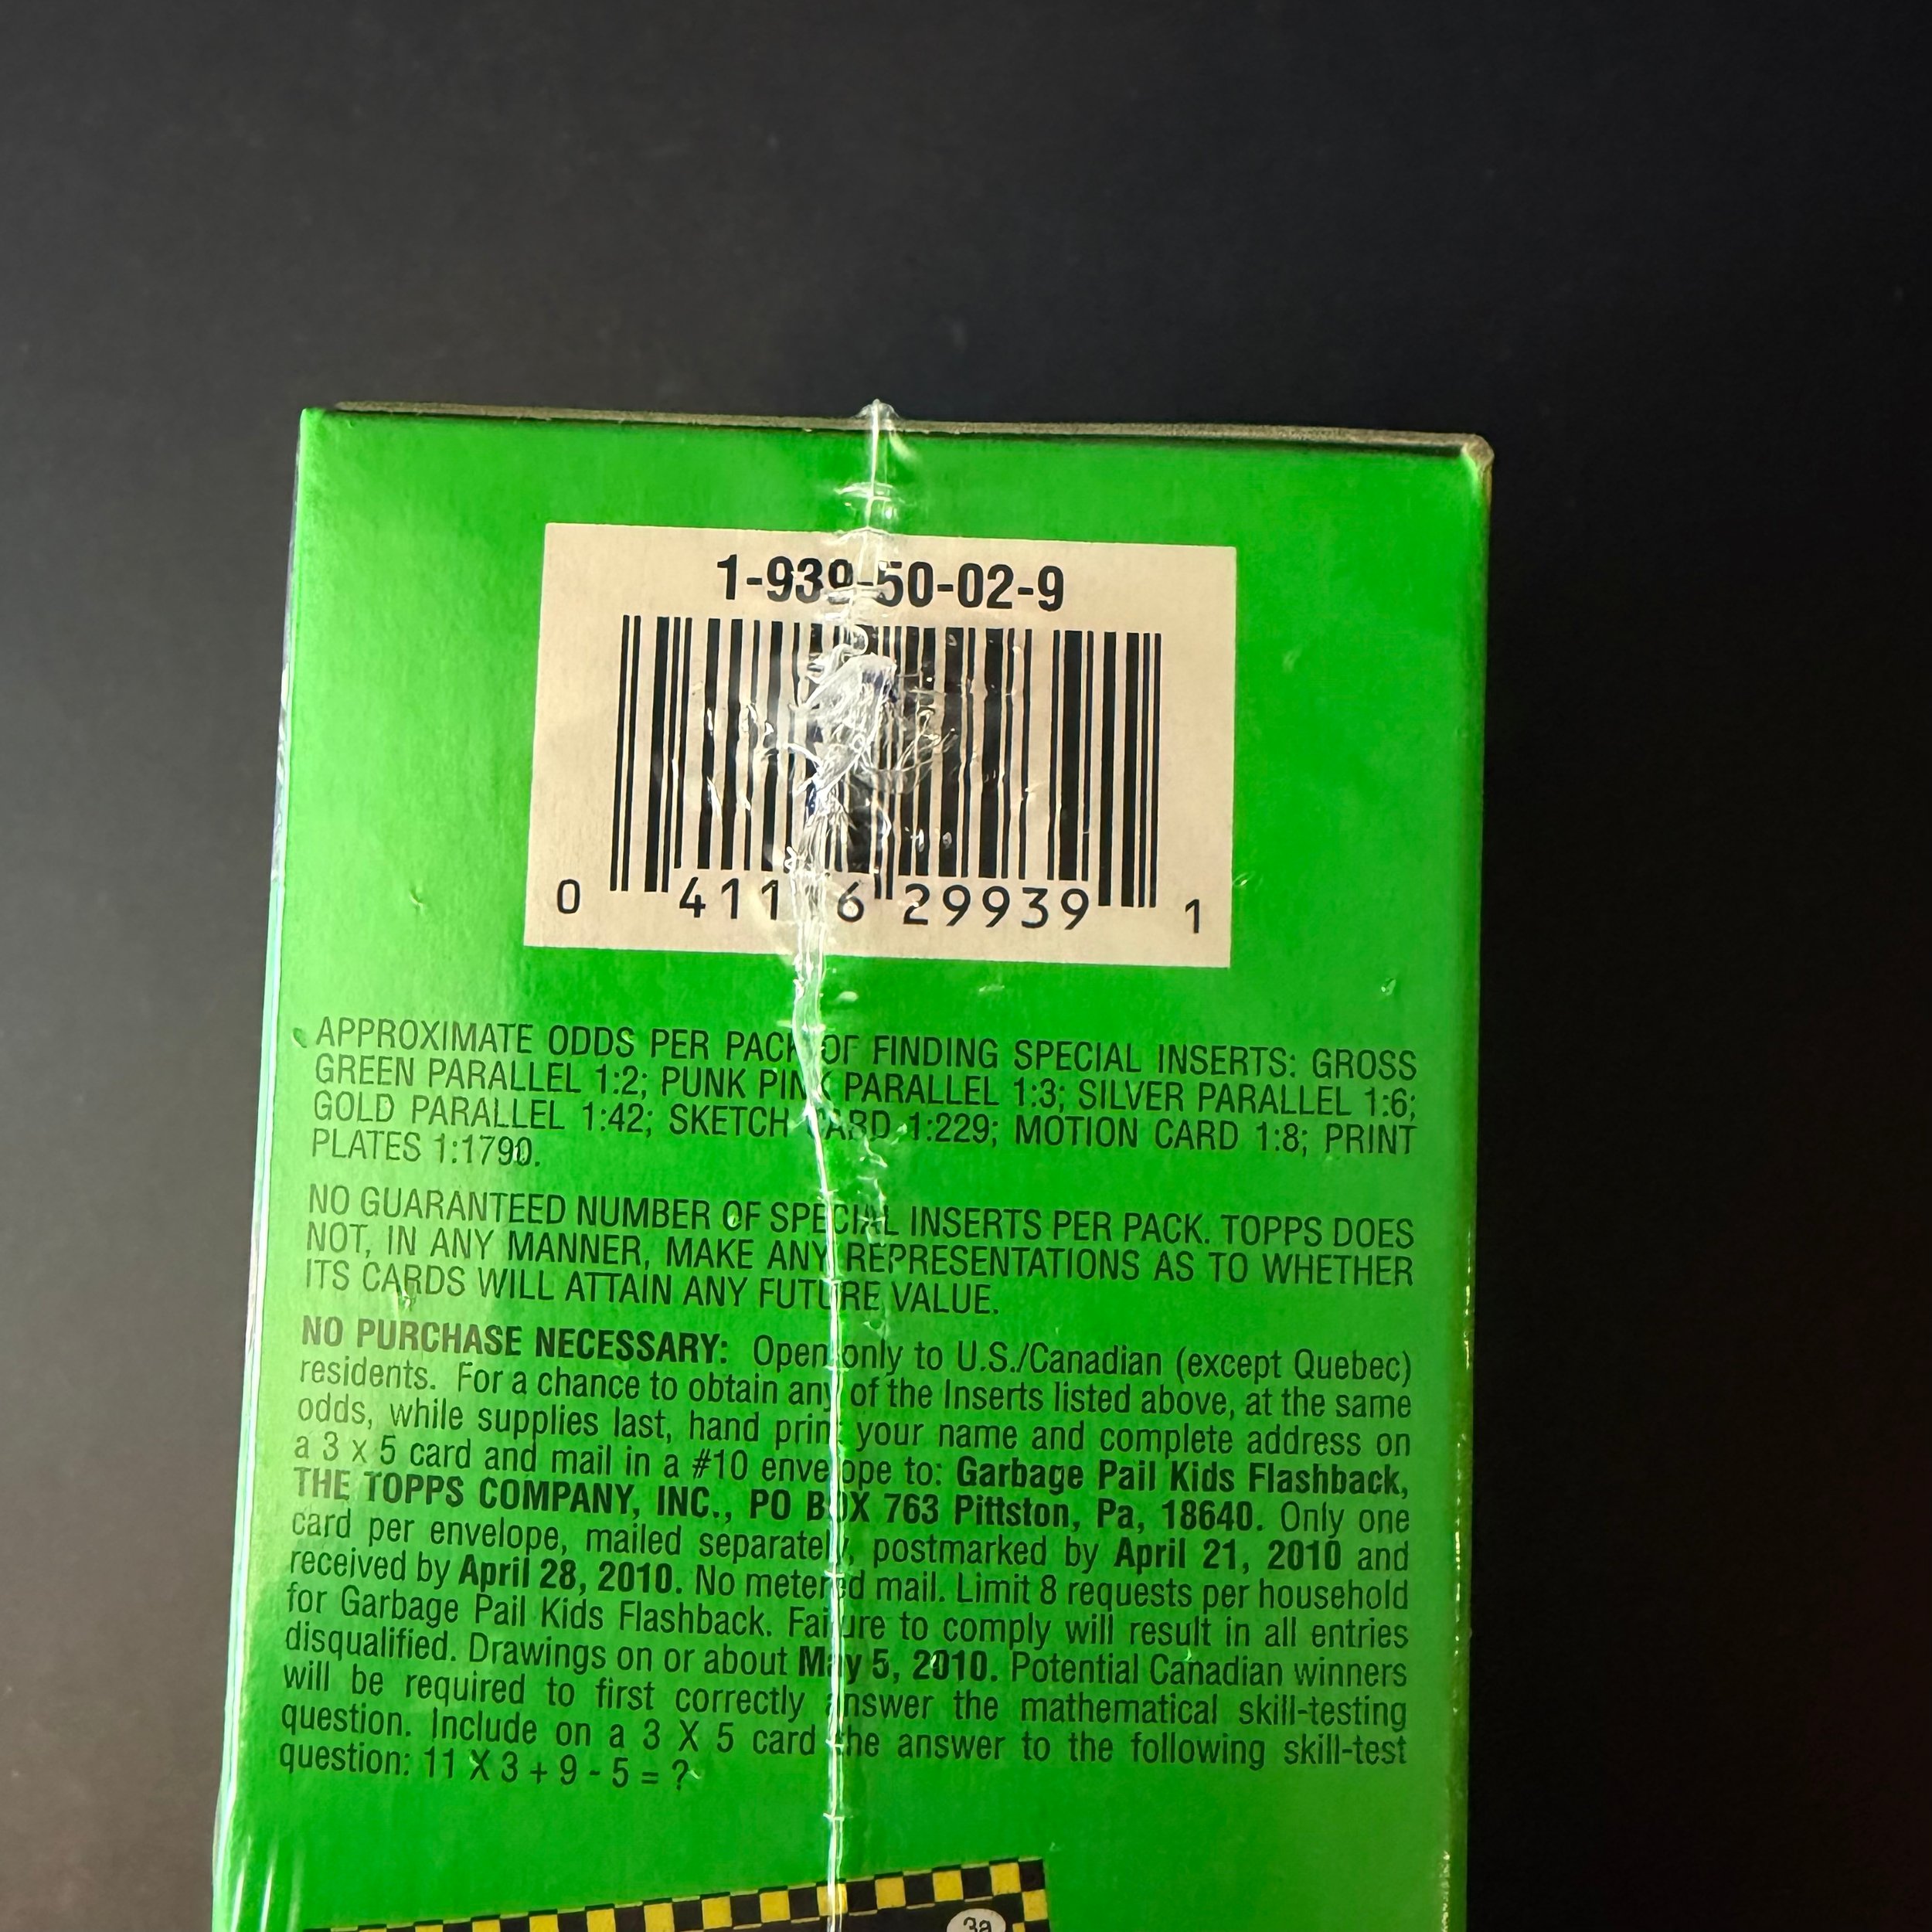 1-939-50-02-9
0 411 6 29939 1
APPROXIMATE ODDS PER PACK OF FINDING SPECIAL INSERTS: GROSS
GREEN PARALLEL 1:2; PUNK PINK PARALLEL 1:3; SILVER PARALLEL 1:6;
GOLD PARALLEL 1:42; SKETCH CARD 1:229; MOTION CARD 1:8; PRINT
PLATES 1:1790.
NO GUARANTEED NUMBER OF SPECIAL INSERTS PER PACK. TOPPS DOES
NOT, IN ANY MANNER, MAKE ANY REPRESENTATIONS AS TO WHETHER
ITS CARDS WILL ATTAIN ANY FUTURE VALUE.
NO PURCHASE NECESSARY: Open only to U.S./Canadian (except Quebec)
residents. For a chance to obtain any of the Inserts listed above, at the same
odds, while supplies last, hand print your name and complete address on
a 3 x 5 card and mail in a #10 envelope to: Garbage Pail Kids Flashback,
THE TOPPS COMPANY, INC., PO BOX 763 Pittston, Pa, 18640. Only one
card per envelope, mailed separately, postmarked by April 21, 2010 and
received by April 28, 2010. No metered mail. Limit 8 requests per household
for Garbage Pail Kids Flashback. Failure to comply will result in all entries
disqualified. Drawings on or about May 5, 2010. Potential Canadian winners
will be required to first correctly answer the mathematical skill-testing
question. Include on a 3 X 5 card the answer to the following skill-test
question: 11 X 3 + 9 - 5 = ?
3a